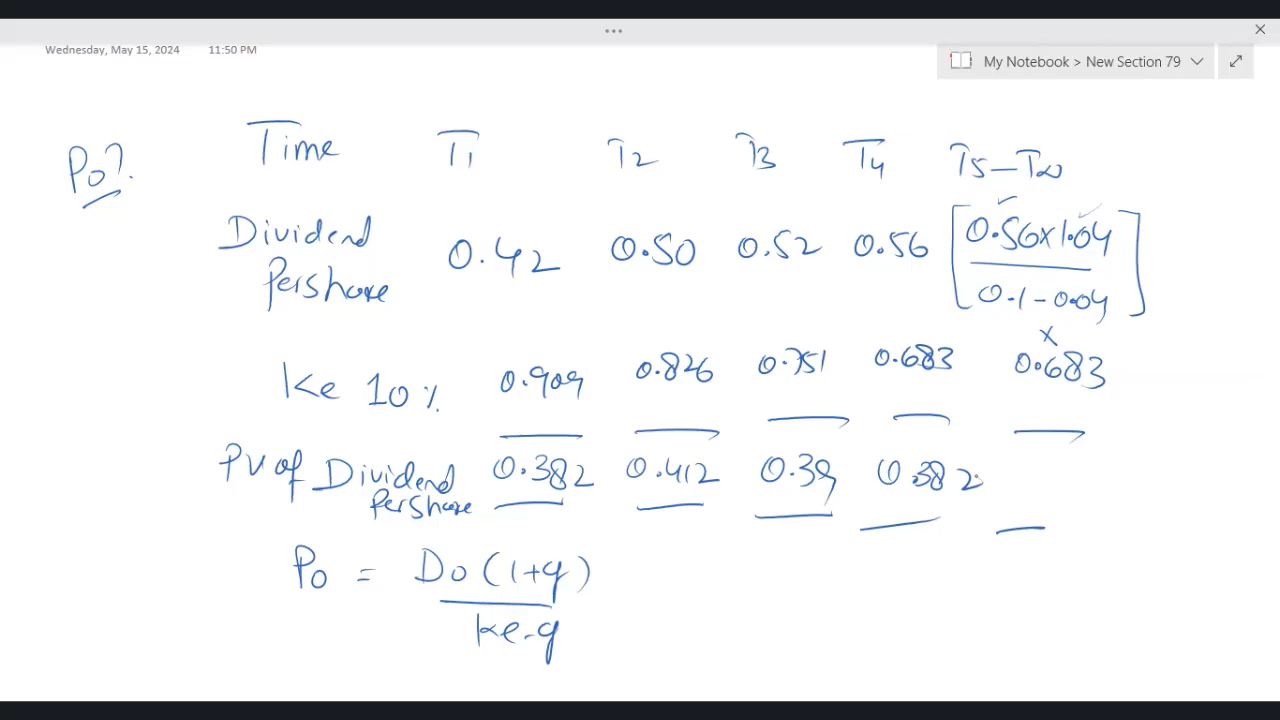 Wednesday, May 15, 2024 11:50 PM
My Notebook > New Section 79
Po? Time T1 T2 T3 T4 T5 - T∞
Dividend Pershare 0.42 0.50 0.52 0.56 [0.56 x 1.04 / 0.1 - 0.04]
x
Ke 10 % 0.909 0.826 0.751 0.683 0.683
PV of Dividend Pershare 0.382 0.412 0.39 0.382
Po = Do (1+g)
ke-g